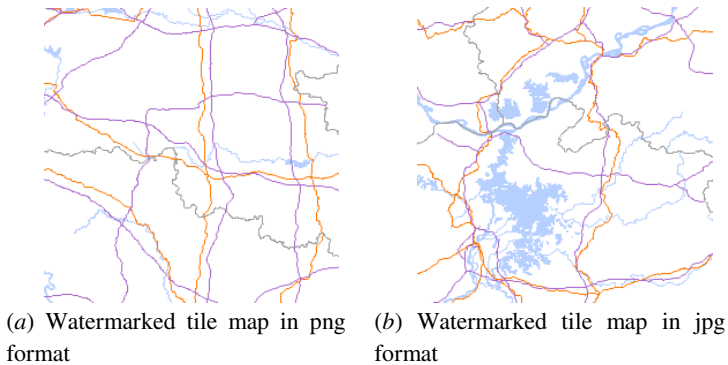 (a) Watermarked tile map in png
format
(b) Watermarked tile map in jpg
format